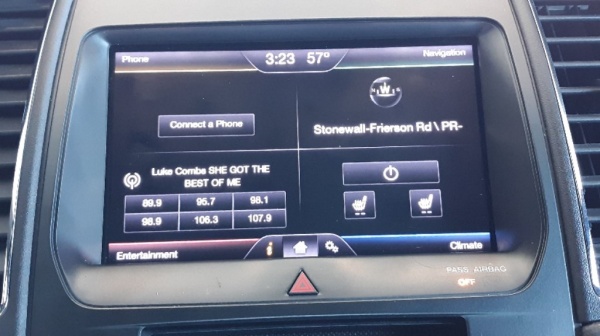 Phone
3:23 57°
Navigation
Connect a Phone
W
Stonewall-Frierson Rd \ PR-
Luke Combs SHE GOT THE
BEST OF ME
89.9 95.7 98.1
98.9 106.3 107.9
Entertainment
i
Climate
PASS AIRBAG
OFF